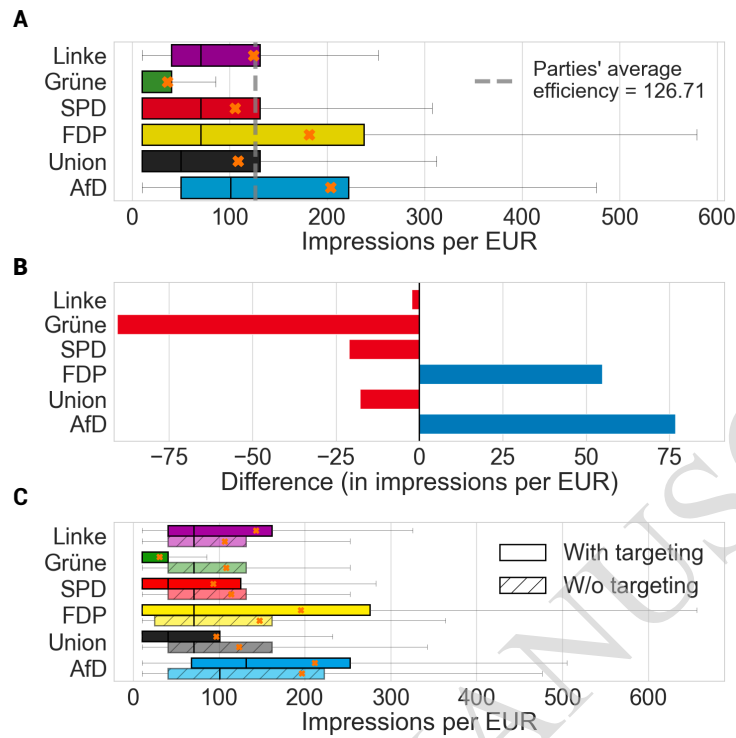 A
Linke
Grüne
SPD
FDP
Union
AfD
Parties' average
efficiency = 126.71
0 100 200 300 400 500 600
Impressions per EUR
B
Linke
Grüne
SPD
FDP
Union
AfD
−75 −50 −25 0 25 50 75
Difference (in impressions per EUR)
C
Linke
Grüne
SPD
FDP
Union
AfD
With targeting
W/o targeting
0 100 200 300 400 500 600
Impressions per EUR
ANUSC